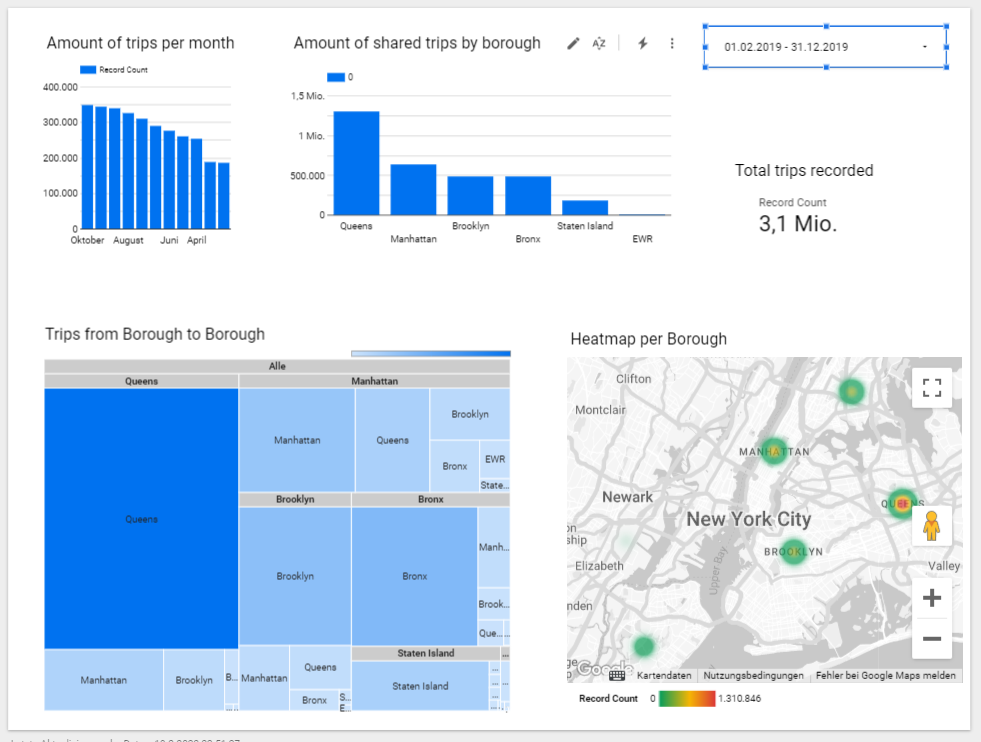 Amount of trips per month
Record Count
400.000
300.000
200.000
100.000
0
Oktober August Juni April
Amount of shared trips by borough
0
1,5 Mio.
1 Mio.
500.000
0
Queens
Manhattan
Brooklyn
Bronx
Staten Island
EWR
01.02.2019 - 31.12.2019
Total trips recorded
Record Count
3,1 Mio.
Trips from Borough to Borough
Alle
Queens
Manhattan
Queens
Manhattan
Queens
Brooklyn
Bronx
EWR
State...
Brooklyn
Bronx
Brooklyn
Bronx
Manh...
Brook...
Que...
Manhattan
Brooklyn
B...
Manhattan
Queens
Bronx
S...
E...
Staten Island
Staten Island
Heatmap per Borough
Clifton
Montclair
MANHATTAN
Newark
New York City
QUEENS
BROOKLYN
Elizabeth
Upper Bay
Valley
Google
Kartendaten
Nutzungsbedingungen
Fehler bei Google Maps melden
Record Count 0 1.310.846